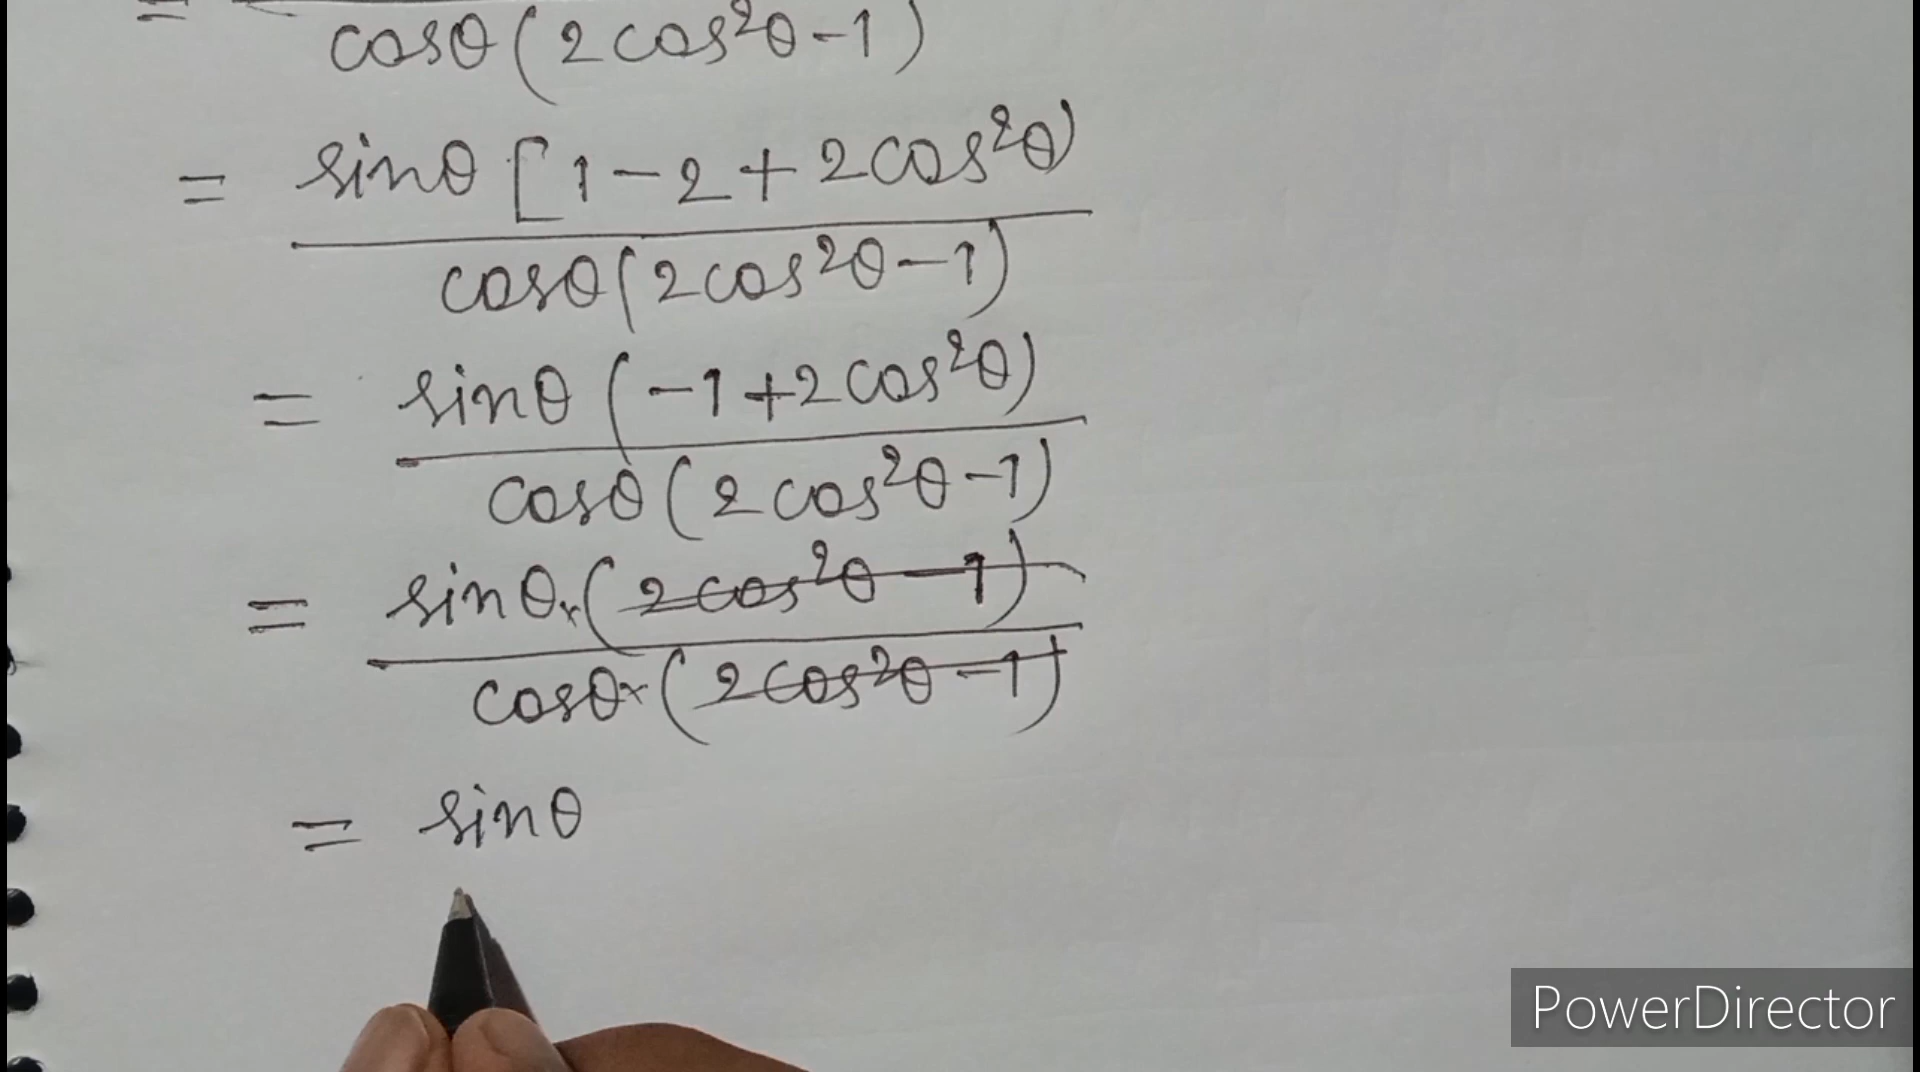 =
cosθ(2cos²θ-1)
= sinθ[1-2+2cos²θ)
cosθ(2cos²θ-1)
= sinθ(-1+2cos²θ)
cosθ(2cos²θ-1)
= sinθ×(2cos²θ-1)
cosθ×(2cos²θ-1)
= sinθ
PowerDirector